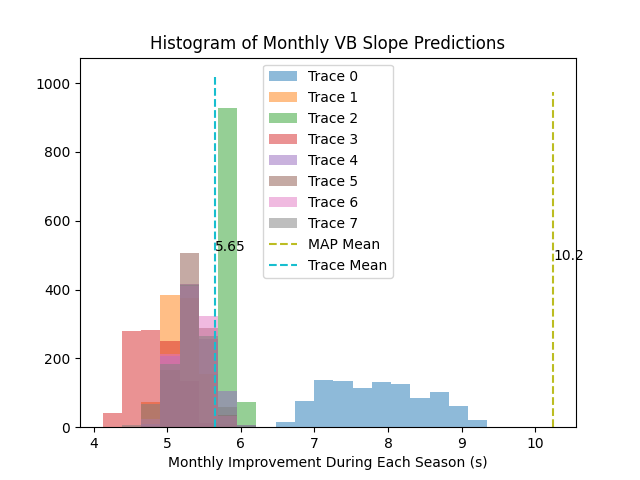 Histogram of Monthly VB Slope Predictions
1000
800
600
400
200
0
Trace 0
Trace 1
Trace 2
Trace 3
Trace 4
Trace 5
Trace 6
Trace 7
MAP Mean
Trace Mean
5.65
10.2
4 5 6 7 8 9 10
Monthly Improvement During Each Season (s)